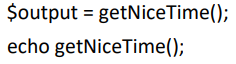 $output = getNiceTime();
echo getNiceTime();